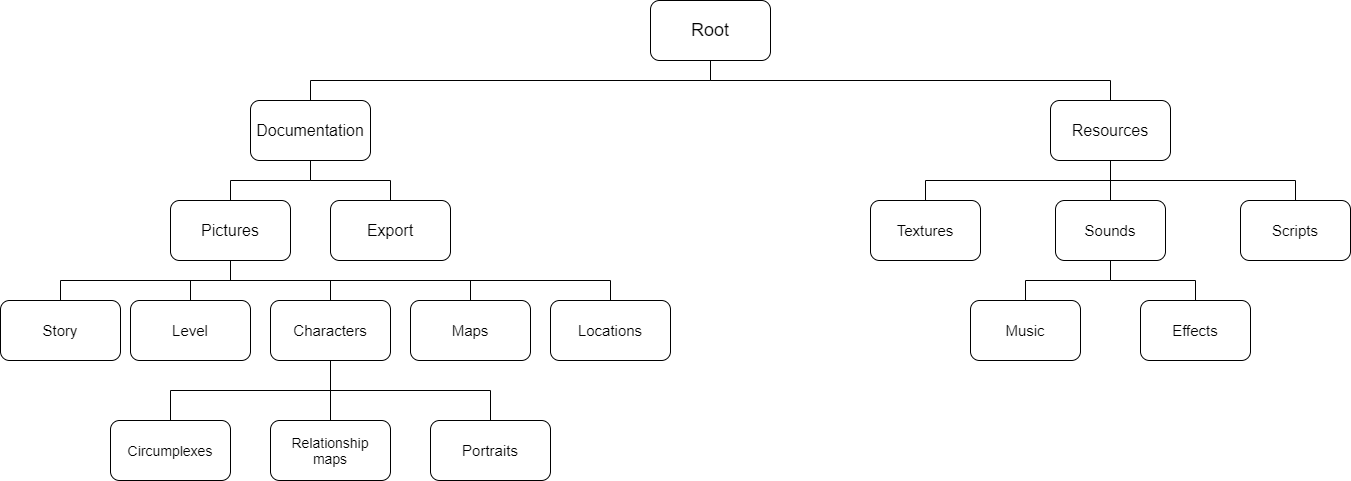 Root
Documentation
Resources
Pictures
Export
Textures
Sounds
Scripts
Story
Level
Characters
Maps
Locations
Music
Effects
Circumplexes
Relationship
maps
Portraits